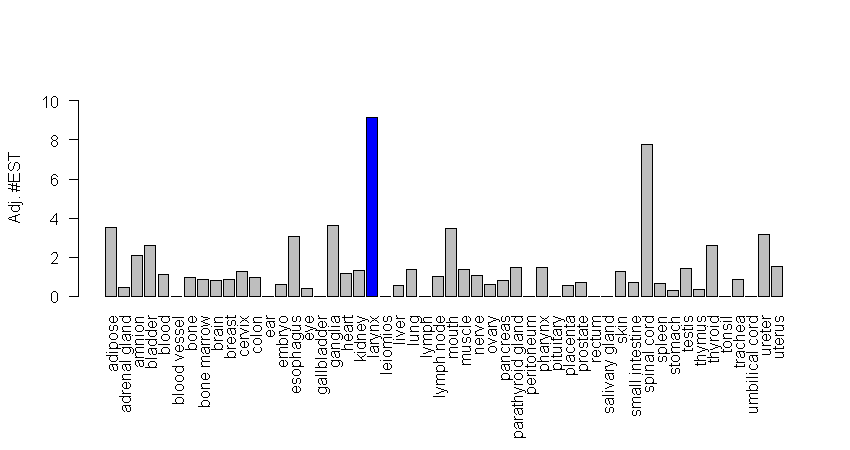 Adj. #EST
10
8
6
4
2
0
adipose
adrenal gland
amnion
bladder
blood
blood vessel
bone
bone marrow
brain
breast
cervix
colon
ear
embryo
esophagus
eye
gallbladder
ganglia
heart
kidney
larynx
leiomios
liver
lung
lymph
lymph node
mouth
muscle
nerve
ovary
pancreas
parathyroid gland
peritoneum
pharynx
pituitary
placenta
prostate
rectum
salivary gland
skin
small intestine
spinal cord
spleen
stomach
testis
thymus
thyroid
tonsil
trachea
umbilical cord
ureter
uterus